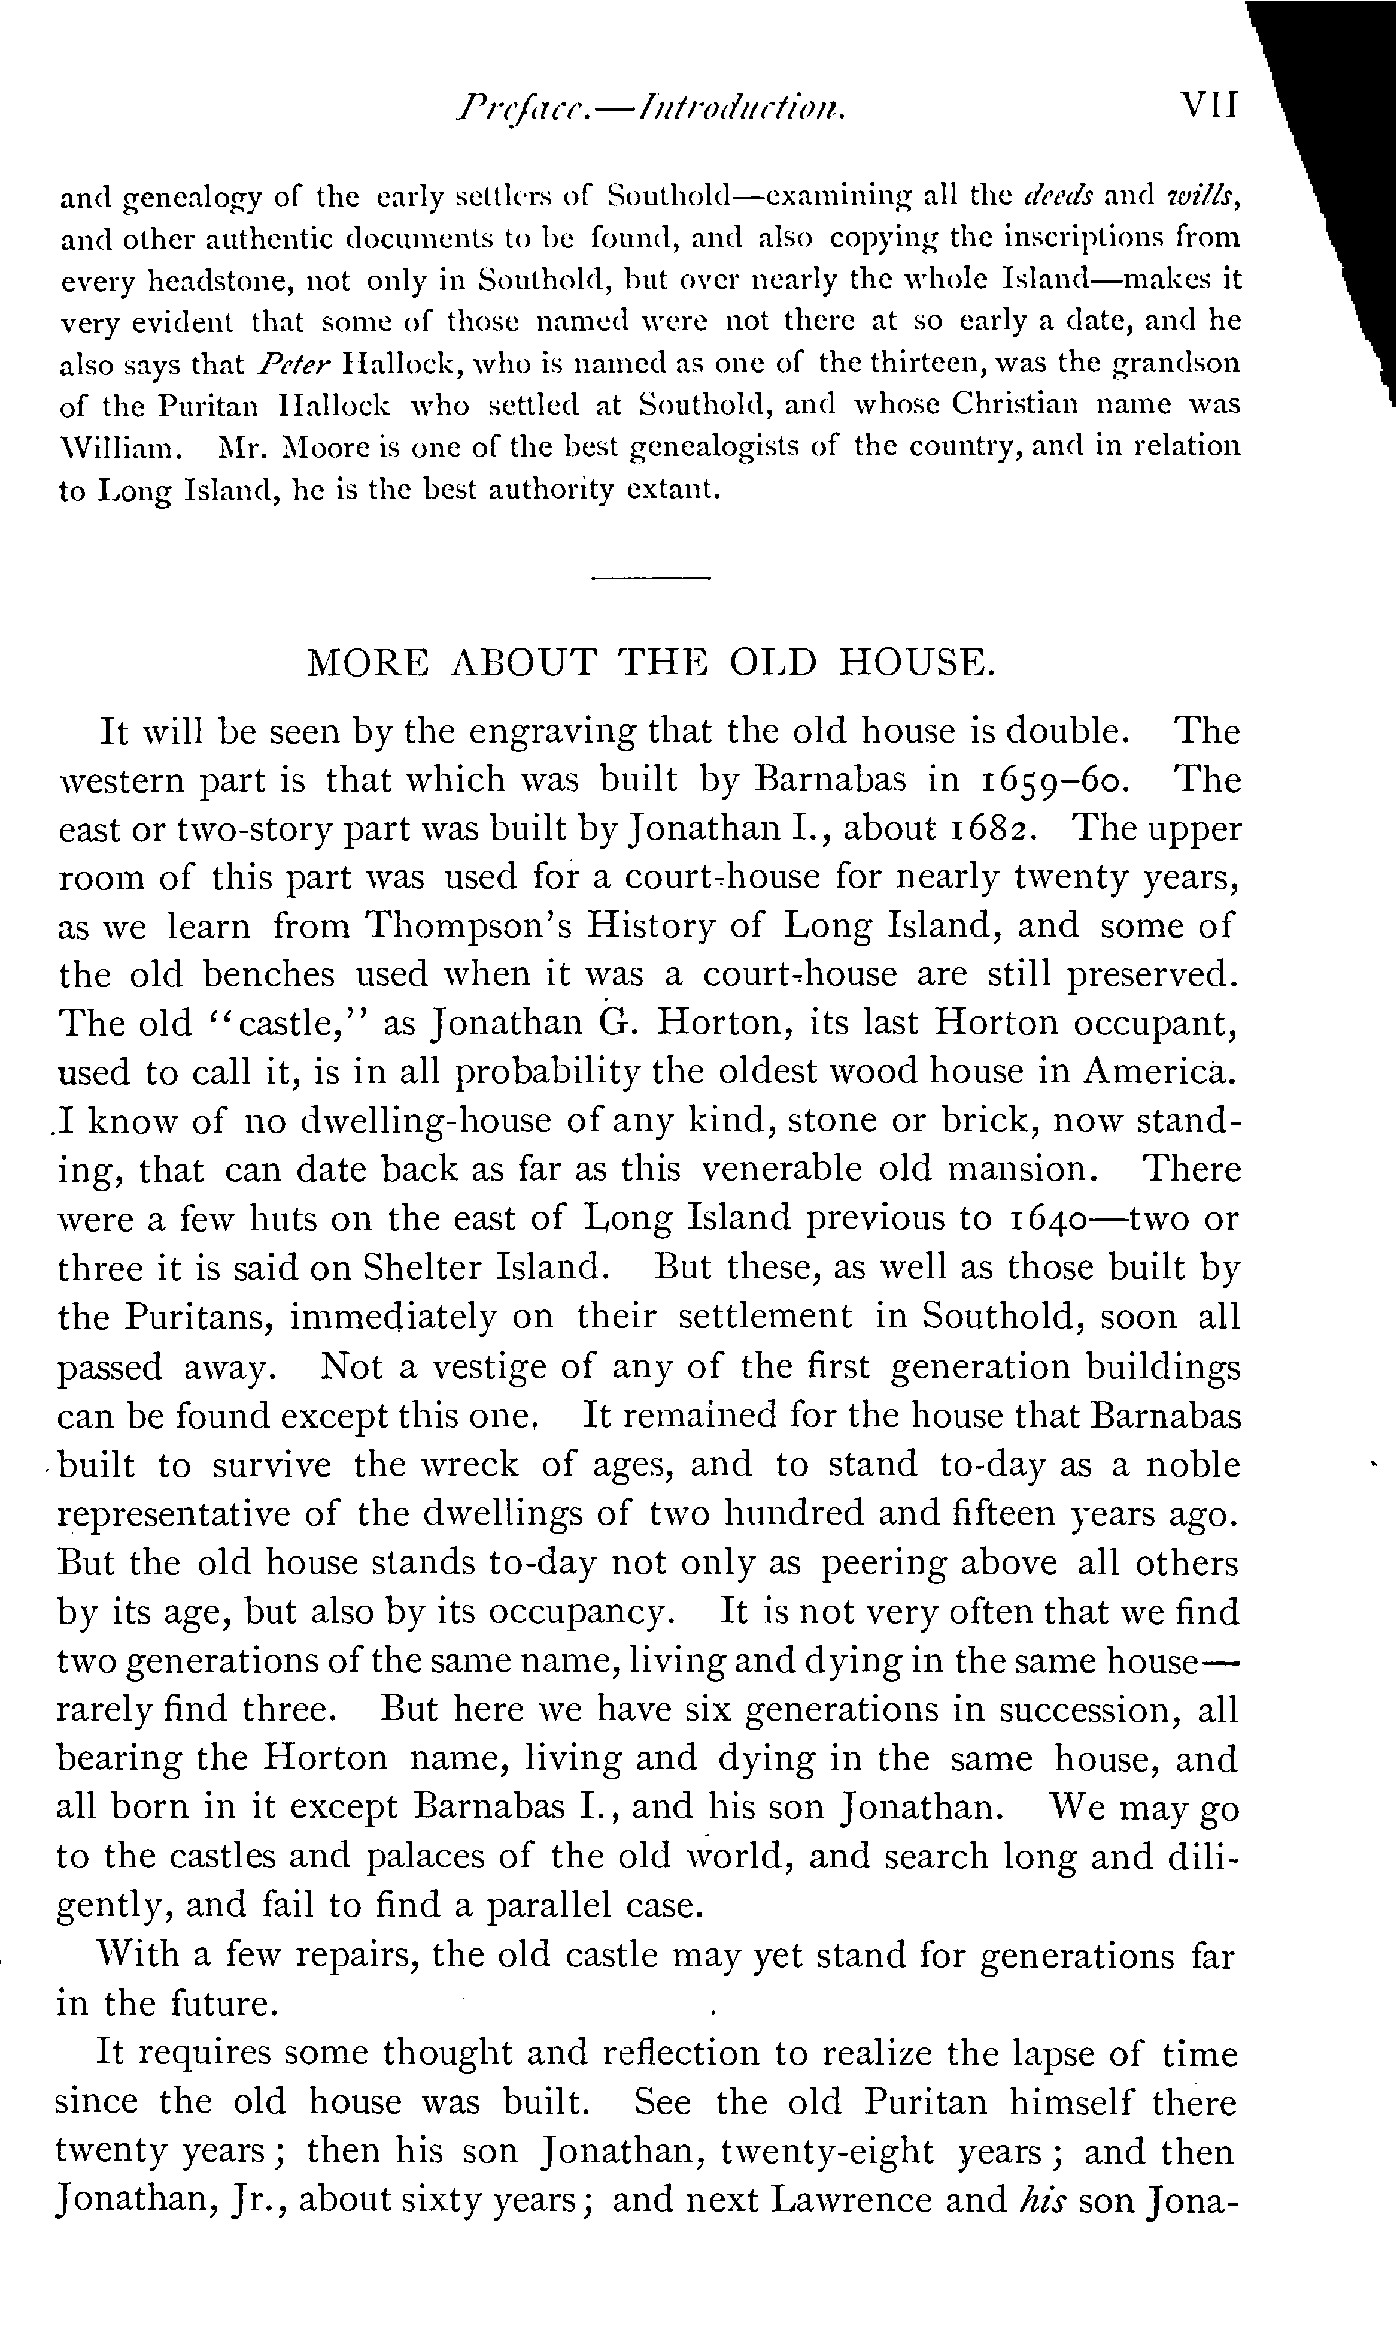 Preface.—Introduction. VII
and genealogy of the early settlers of Southold—examining all the deeds and wills,
and other authentic documents to be found, and also copying the inscriptions from
every headstone, not only in Southold, but over nearly the whole Island—makes it
very evident that some of those named were not there at so early a date, and he
also says that Peter Hallock, who is named as one of the thirteen, was the grandson
of the Puritan Hallock who settled at Southold, and whose Christian name was
William. Mr. Moore is one of the best genealogists of the country, and in relation
to Long Island, he is the best authority extant.
MORE ABOUT THE OLD HOUSE.
It will be seen by the engraving that the old house is double. The
western part is that which was built by Barnabas in 1659–60. The
east or two-story part was built by Jonathan I., about 1682. The upper
room of this part was used for a court-house for nearly twenty years,
as we learn from Thompson's History of Long Island, and some of
the old benches used when it was a court-house are still preserved.
The old "castle," as Jonathan G. Horton, its last Horton occupant,
used to call it, is in all probability the oldest wood house in America.
I know of no dwelling-house of any kind, stone or brick, now stand-
ing, that can date back as far as this venerable old mansion. There
were a few huts on the east of Long Island previous to 1640—two or
three it is said on Shelter Island. But these, as well as those built by
the Puritans, immediately on their settlement in Southold, soon all
passed away. Not a vestige of any of the first generation buildings
can be found except this one, It remained for the house that Barnabas
built to survive the wreck of ages, and to stand to-day as a noble
representative of the dwellings of two hundred and fifteen years ago.
But the old house stands to-day not only as peering above all others
by its age, but also by its occupancy. It is not very often that we find
two generations of the same name, living and dying in the same house—
rarely find three. But here we have six generations in succession, all
bearing the Horton name, living and dying in the same house, and
all born in it except Barnabas I., and his son Jonathan. We may go
to the castles and palaces of the old world, and search long and dili-
gently, and fail to find a parallel case.
With a few repairs, the old castle may yet stand for generations far
in the future.
It requires some thought and reflection to realize the lapse of time
since the old house was built. See the old Puritan himself there
twenty years; then his son Jonathan, twenty-eight years; and then
Jonathan, Jr., about sixty years; and next Lawrence and his son Jona-